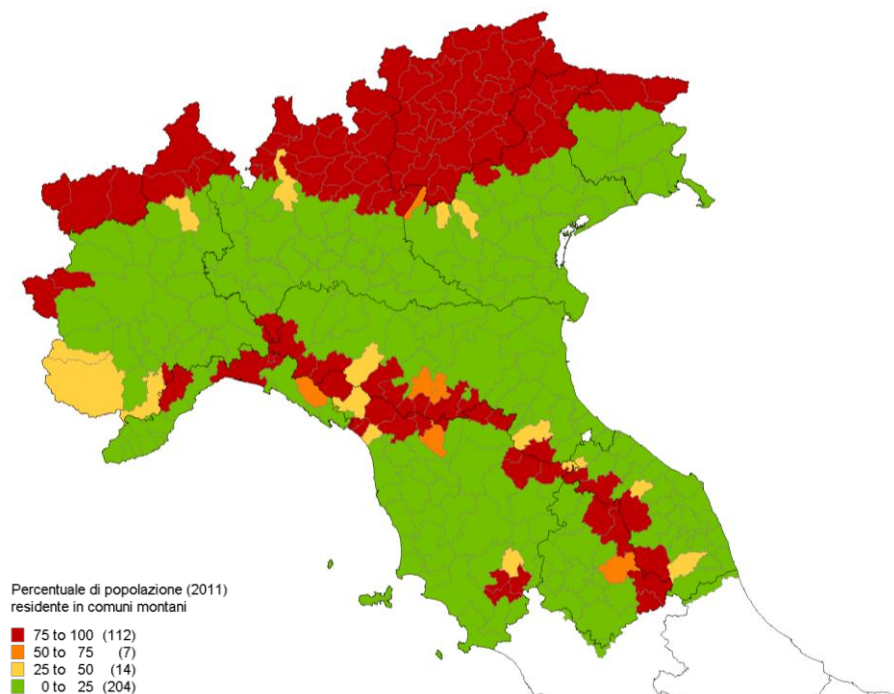 Percentuale di popolazione (2011)
residente in comuni montani
75 to 100 (112)
50 to 75 (7)
25 to 50 (14)
0 to 25 (204)